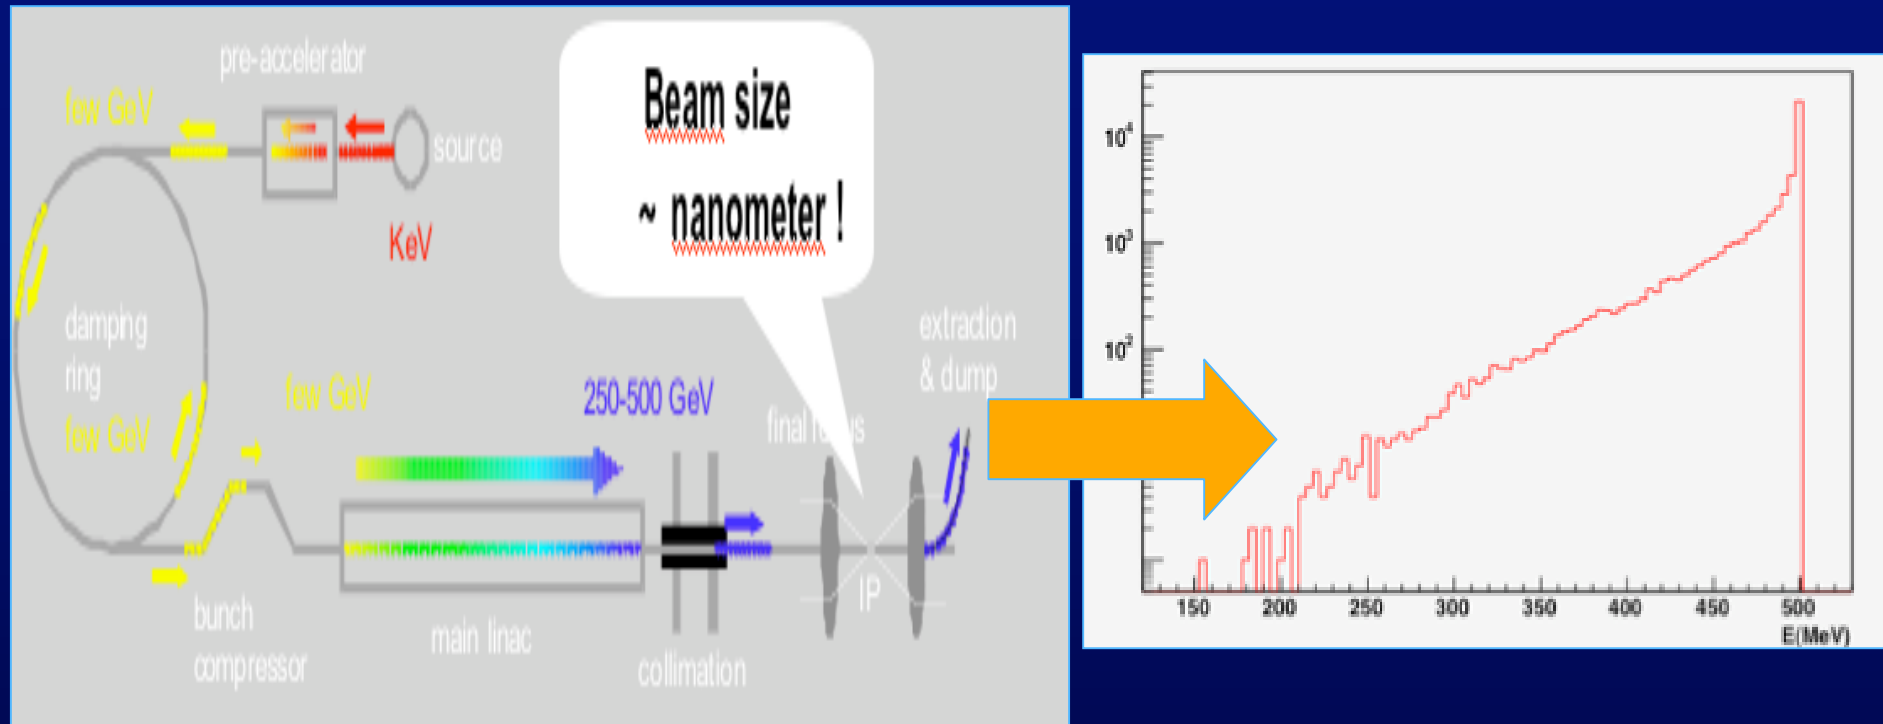 pre-accelerator
few GeV
source
KeV
Beam size
~ nanometer !
damping
ring
few GeV
few GeV
250-500 GeV
extraction
& dump
IP
bunch
compressor
main linac
collimation
10⁴
10³
10²
150 200 250 300 350 400 450 500
E(MeV)